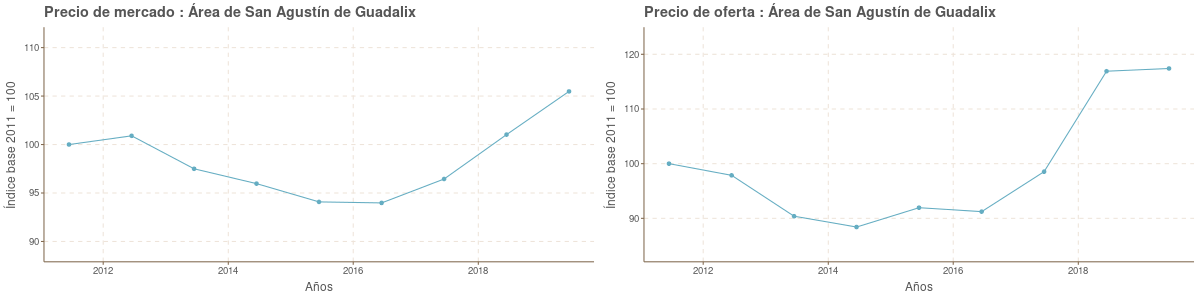 Precio de mercado : Área de San Agustín de Guadalix
Índice base 2011 = 100
110
105
100
95
90
2012 2014 2016 2018
Años
Precio de oferta : Área de San Agustín de Guadalix
Índice base 2011 = 100
120
110
100
90
2012 2014 2016 2018
Años